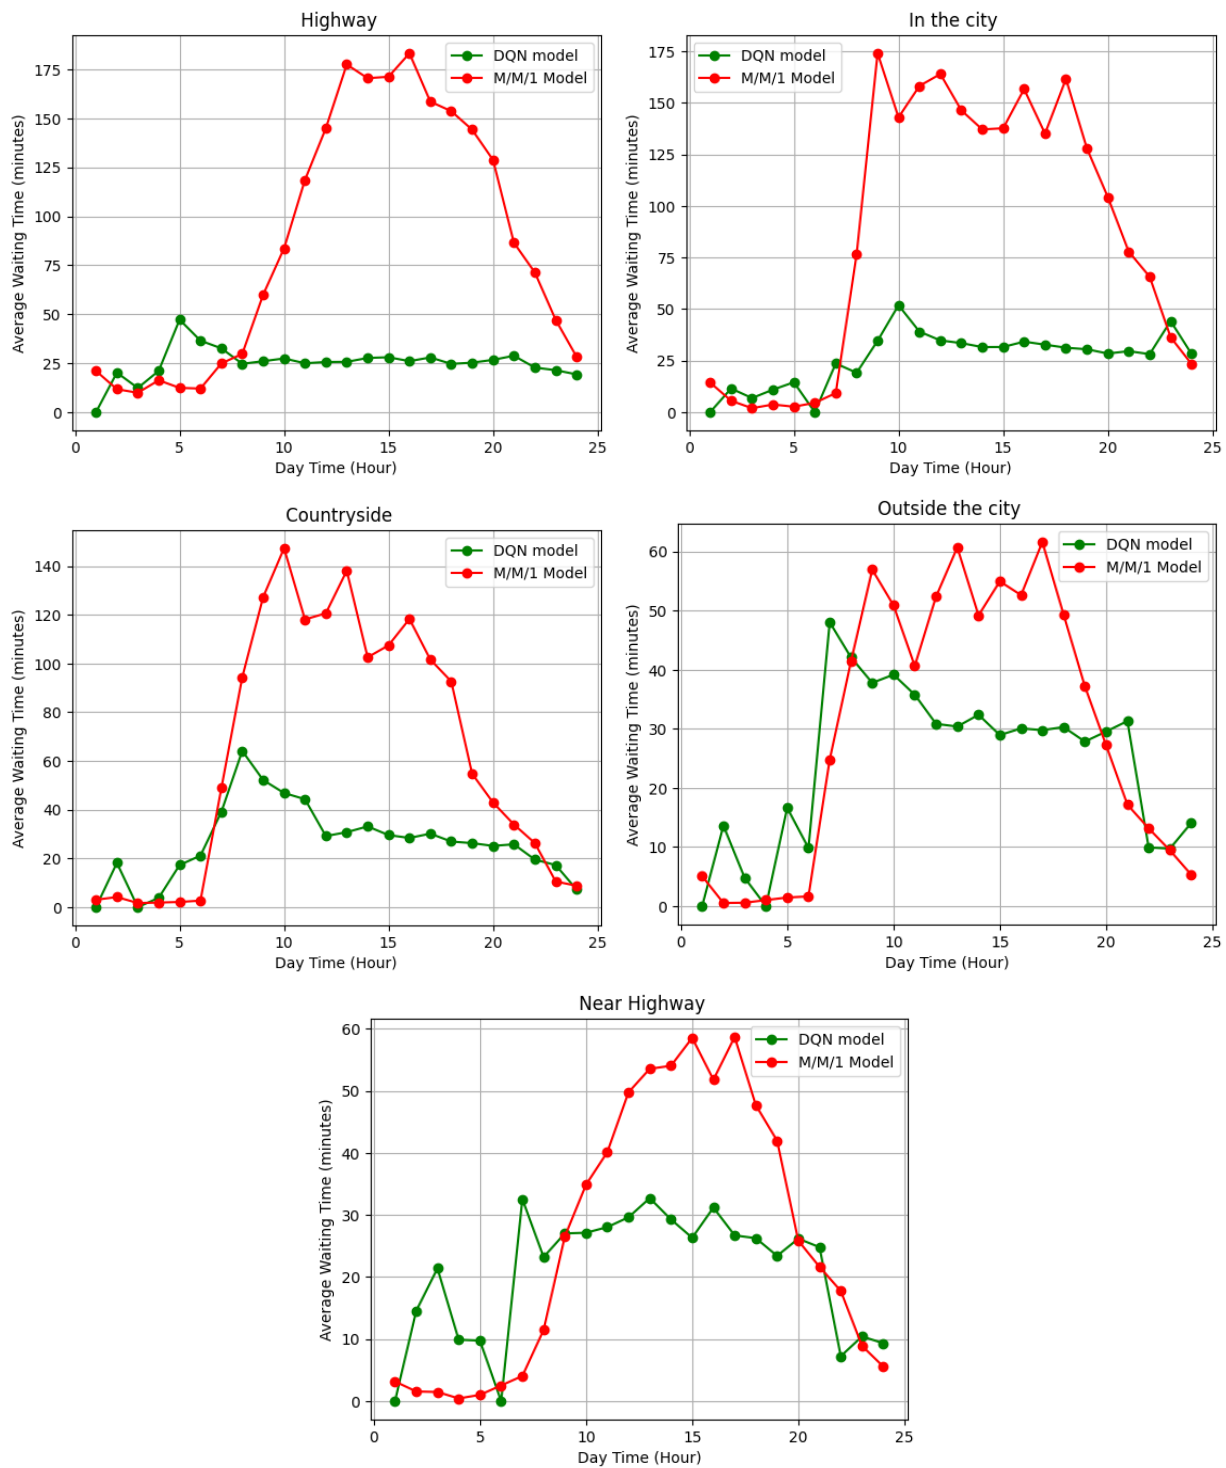 Highway
DQN model
M/M/1 Model
Average Waiting Time (minutes)
175
150
125
100
75
50
25
0
0 5 10 15 20 25
Day Time (Hour)
In the city
DQN model
M/M/1 Model
Average Waiting Time (minutes)
175
150
125
100
75
50
25
0
0 5 10 15 20 25
Day Time (Hour)
Countryside
DQN model
M/M/1 Model
Average Waiting Time (minutes)
140
120
100
80
60
40
20
0
0 5 10 15 20 25
Day Time (Hour)
Outside the city
DQN model
M/M/1 Model
Average Waiting Time (minutes)
60
50
40
30
20
10
0
0 5 10 15 20 25
Day Time (Hour)
Near Highway
DQN model
M/M/1 Model
Average Waiting Time (minutes)
60
50
40
30
20
10
0
0 5 10 15 20 25
Day Time (Hour)